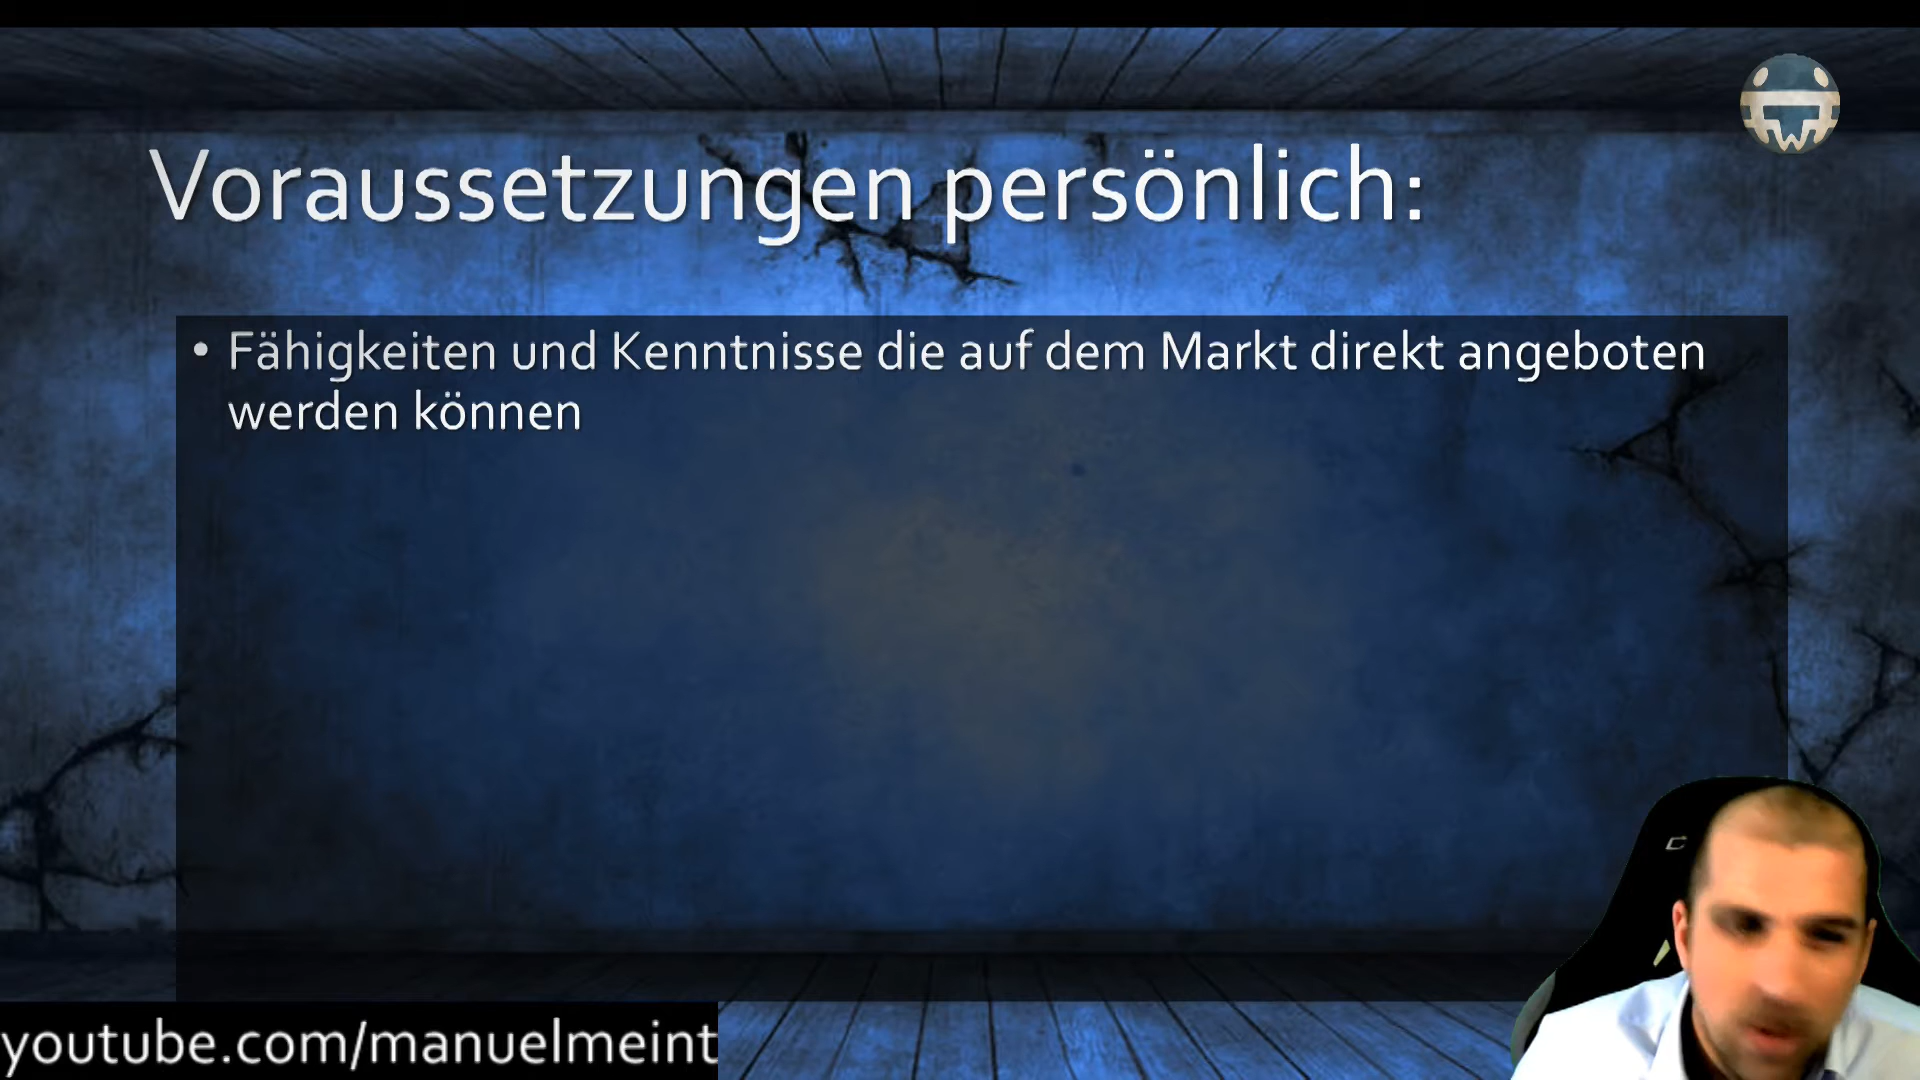 Voraussetzungen persönlich:
• Fähigkeiten und Kenntnisse die auf dem Markt direkt angeboten
werden können
youtube.com/manuelmeint